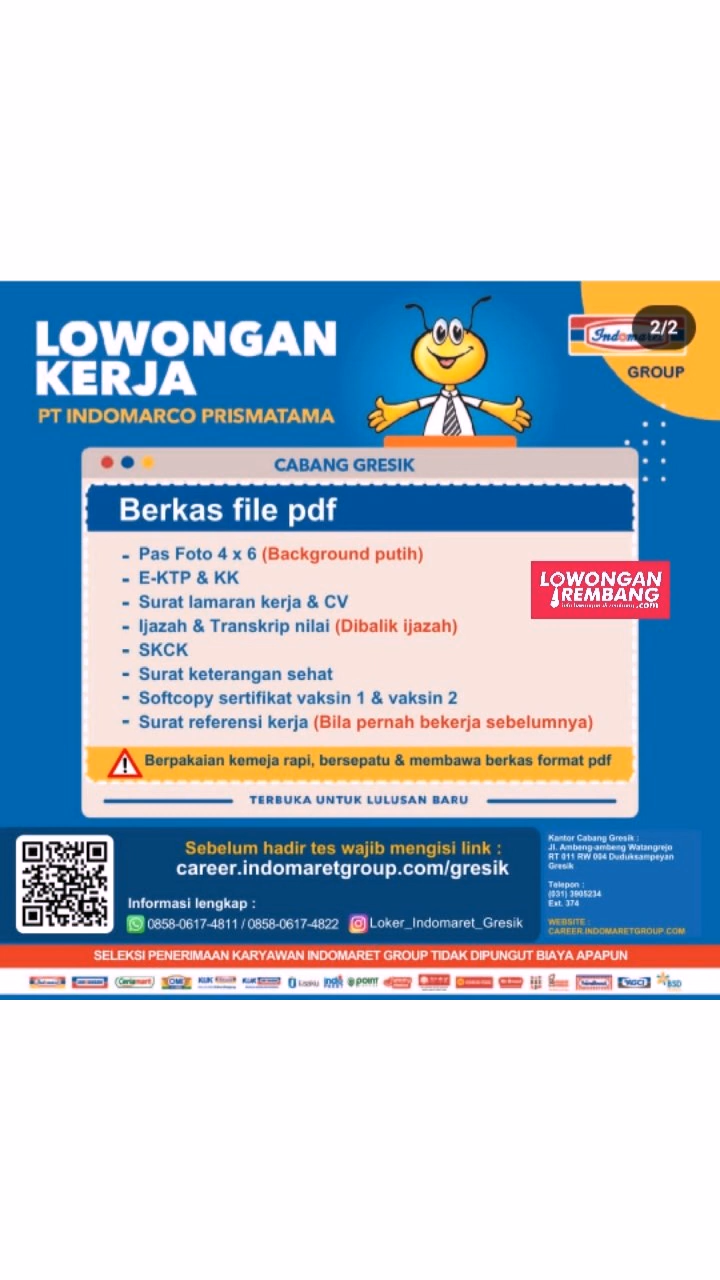 LOWONGAN
KERJA
PT INDOMARCO PRISMATAMA
2/2
GROUP
CABANG GRESIK
Berkas file pdf
- Pas Foto 4 x 6 (Background putih)
- E-KTP & KK
- Surat lamaran kerja & CV
- Ijazah & Transkrip nilai (Dibalik ijazah)
- SKCK
- Surat keterangan sehat
- Softcopy sertifikat vaksin 1 & vaksin 2
- Surat referensi kerja (Bila pernah bekerja sebelumnya)
LOWONGAN
REMBANG
.com
Berpakaian kemeja rapi, bersepatu & membawa berkas format pdf
TERBUKA UNTUK LULUSAN BARU
Sebelum hadir tes wajib mengisi link :
career.indomaretgroup.com/gresik
Informasi lengkap :
0858-0617-4811 / 0858-0617-4822 Loker_Indomaret_Gresik
Kantor Cabang Gresik :
Jl. Ambeng-ambeng Watangrejo
RT 011 RW 004 Duduksampeyan
Gresik
Telepon :
(031) 3905234
Ext. 374
WEBSITE :
CAREER.INDOMARETGROUP.COM
SELEKSI PENERIMAAN KARYAWAN INDOMARET GROUP TIDAK DIPUNGUT BIAYA APAPUN